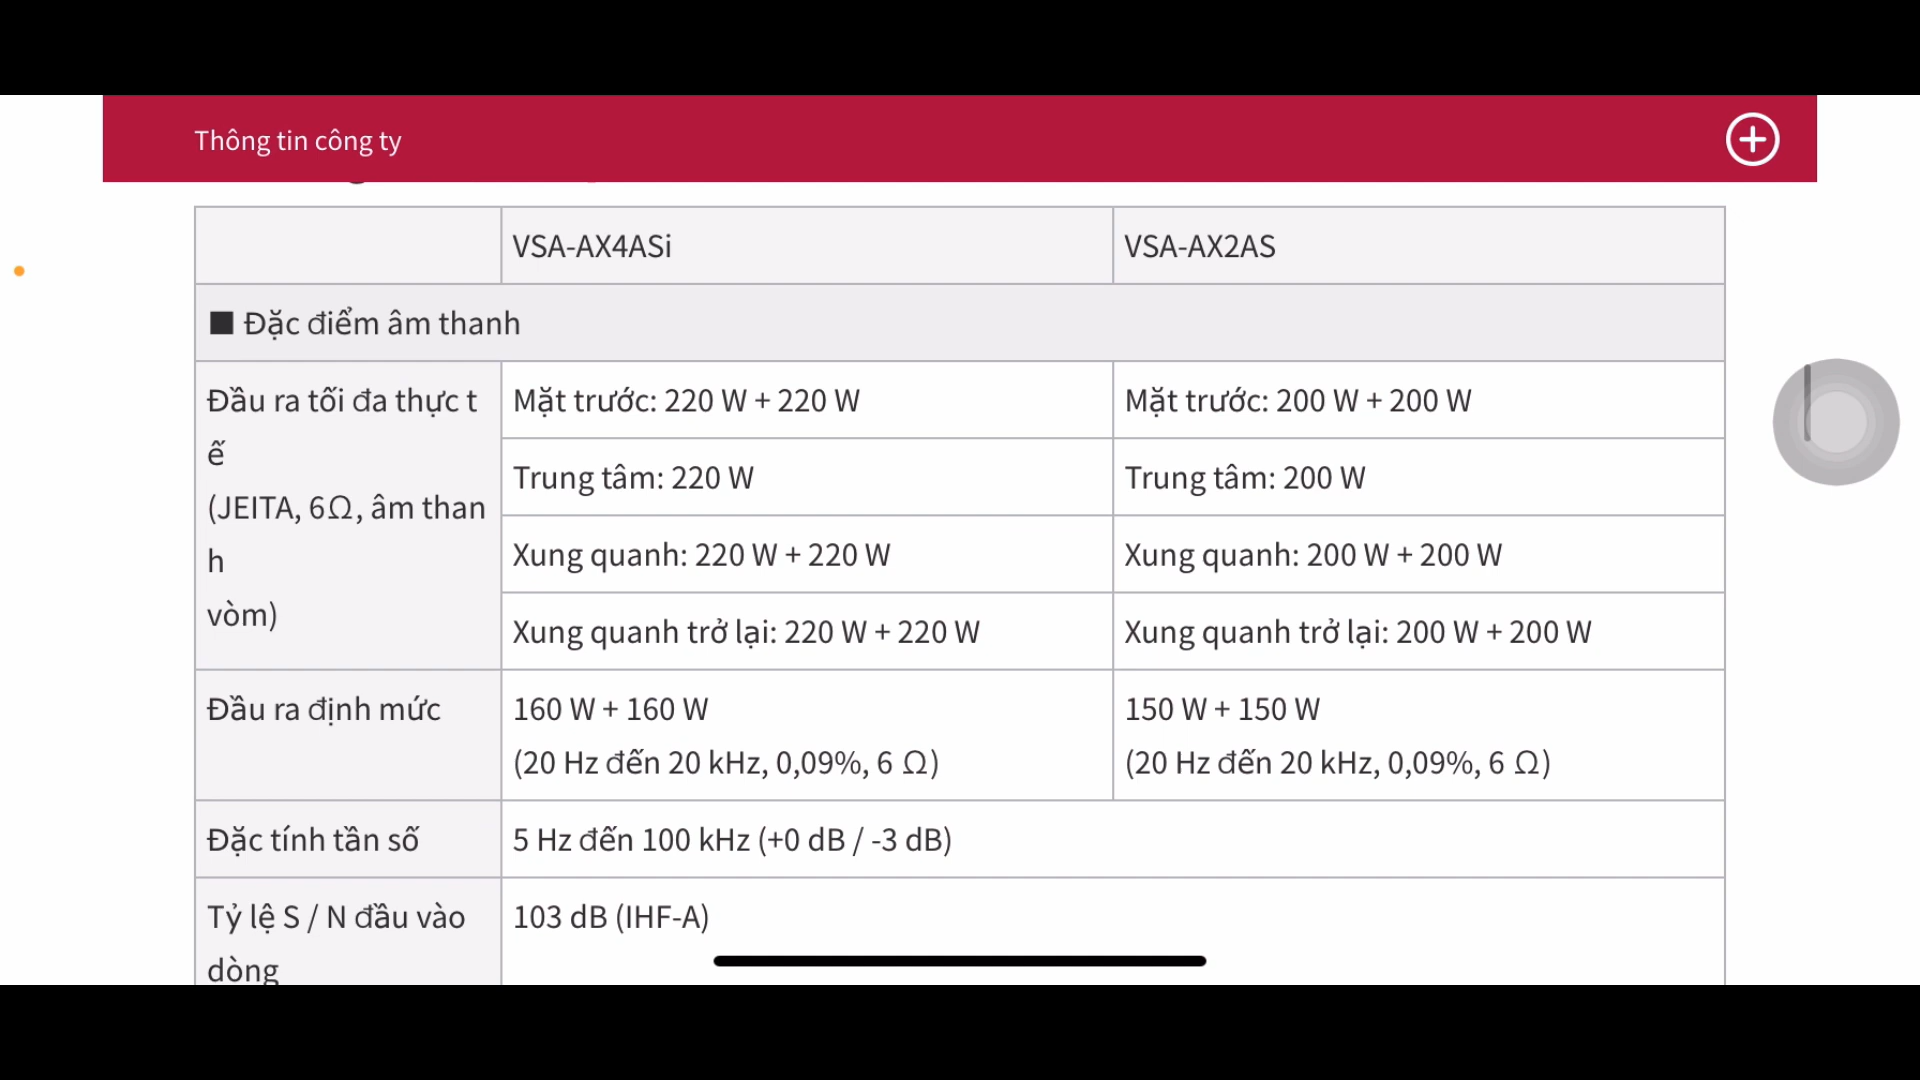 Thông tin công ty
VSA-AX4ASi
VSA-AX2AS
■ Đặc điểm âm thanh
Đầu ra tối đa thực t
ế
(JEITA, 6Ω, âm than
h
vòm)
Mặt trước: 220 W + 220 W
Mặt trước: 200 W + 200 W
Trung tâm: 220 W
Trung tâm: 200 W
Xung quanh: 220 W + 220 W
Xung quanh: 200 W + 200 W
Xung quanh trở lại: 220 W + 220 W
Xung quanh trở lại: 200 W + 200 W
Đầu ra định mức
160 W + 160 W
(20 Hz đến 20 kHz, 0,09%, 6 Ω)
150 W + 150 W
(20 Hz đến 20 kHz, 0,09%, 6 Ω)
Đặc tính tần số
5 Hz đến 100 kHz (+0 dB / -3 dB)
Tỷ lệ S / N đầu vào
dòng
103 dB (IHF-A)